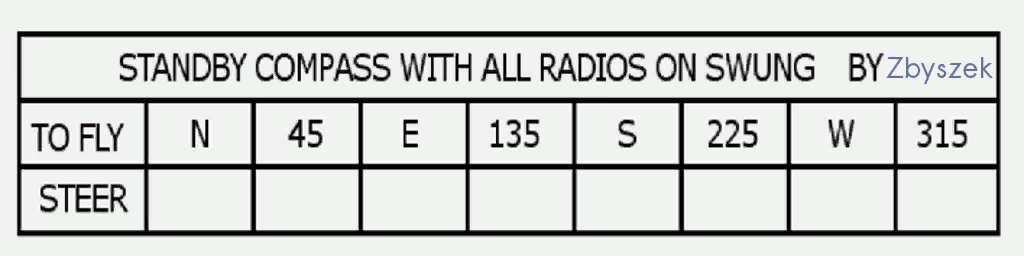 STANDBY COMPASS WITH ALL RADIOS ON SWUNG BY Zbyszek
TO FLY N 45 E 135 S 225 W 315
STEER